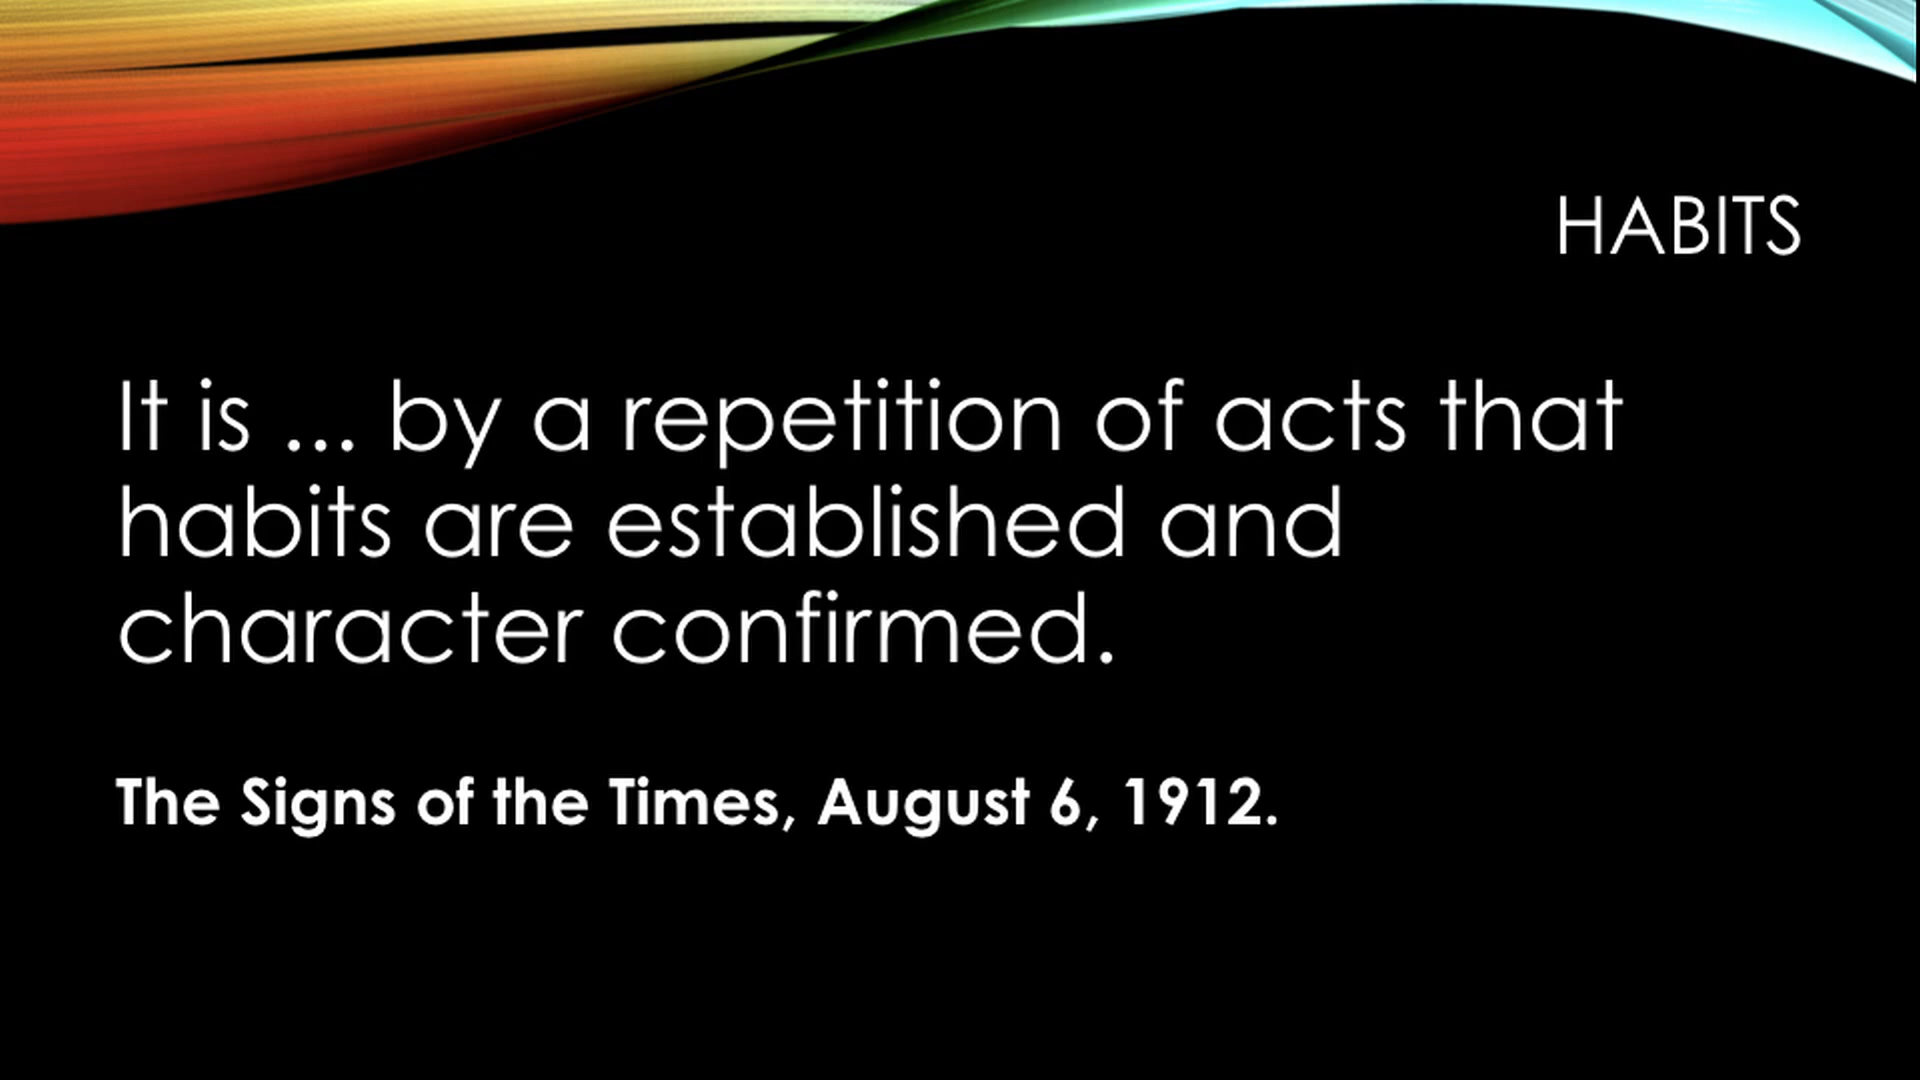 HABITS
It is ... by a repetition of acts that
habits are established and
character confirmed.
The Signs of the Times, August 6, 1912.